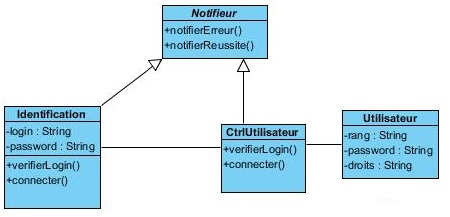 Notifieur
+notifierErreur()
+notifierReussite()
Identification
-login : String
-password : String
+verifierLogin()
+connecter()
CtrlUtilisateur
+verifierLogin()
+connecter()
Utilisateur
-rang : String
-password : String
-droits : String